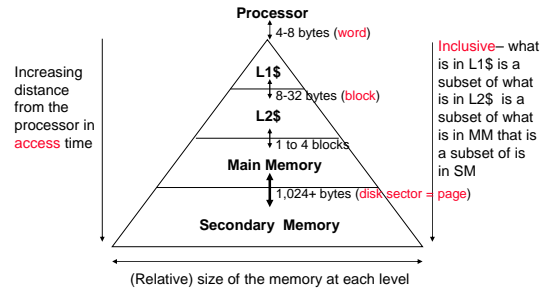 Processor
4-8 bytes (word)
Increasing
distance
from the
processor in
access time
L1$
8-32 bytes (block)
L2$
1 to 4 blocks
Main Memory
1,024+ bytes (disk sector = page)
Secondary Memory
Inclusive– what
is in L1$ is a
subset of what
is in L2$ is a
subset of what
is in MM that is
a subset of is
in SM
(Relative) size of the memory at each level